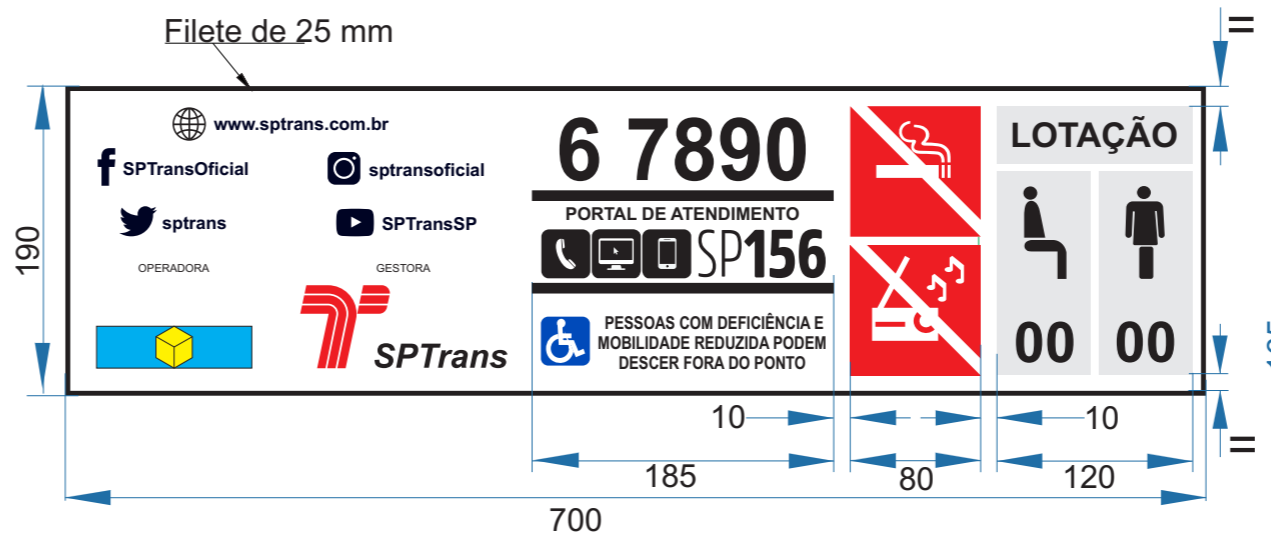 Filete de 25 mm
www.sptrans.com.br
SPTransOficial
sptransoficial
sptrans
SPTransSP
OPERADORA
GESTORA
SPTrans
6 7890
PORTAL DE ATENDIMENTO
SP156
PESSOAS COM DEFICIÊNCIA E
MOBILIDADE REDUZIDA PODEM
DESCER FORA DO PONTO
LOTAÇÃO
00 00
=
=
190
10
10
185
80
120
700